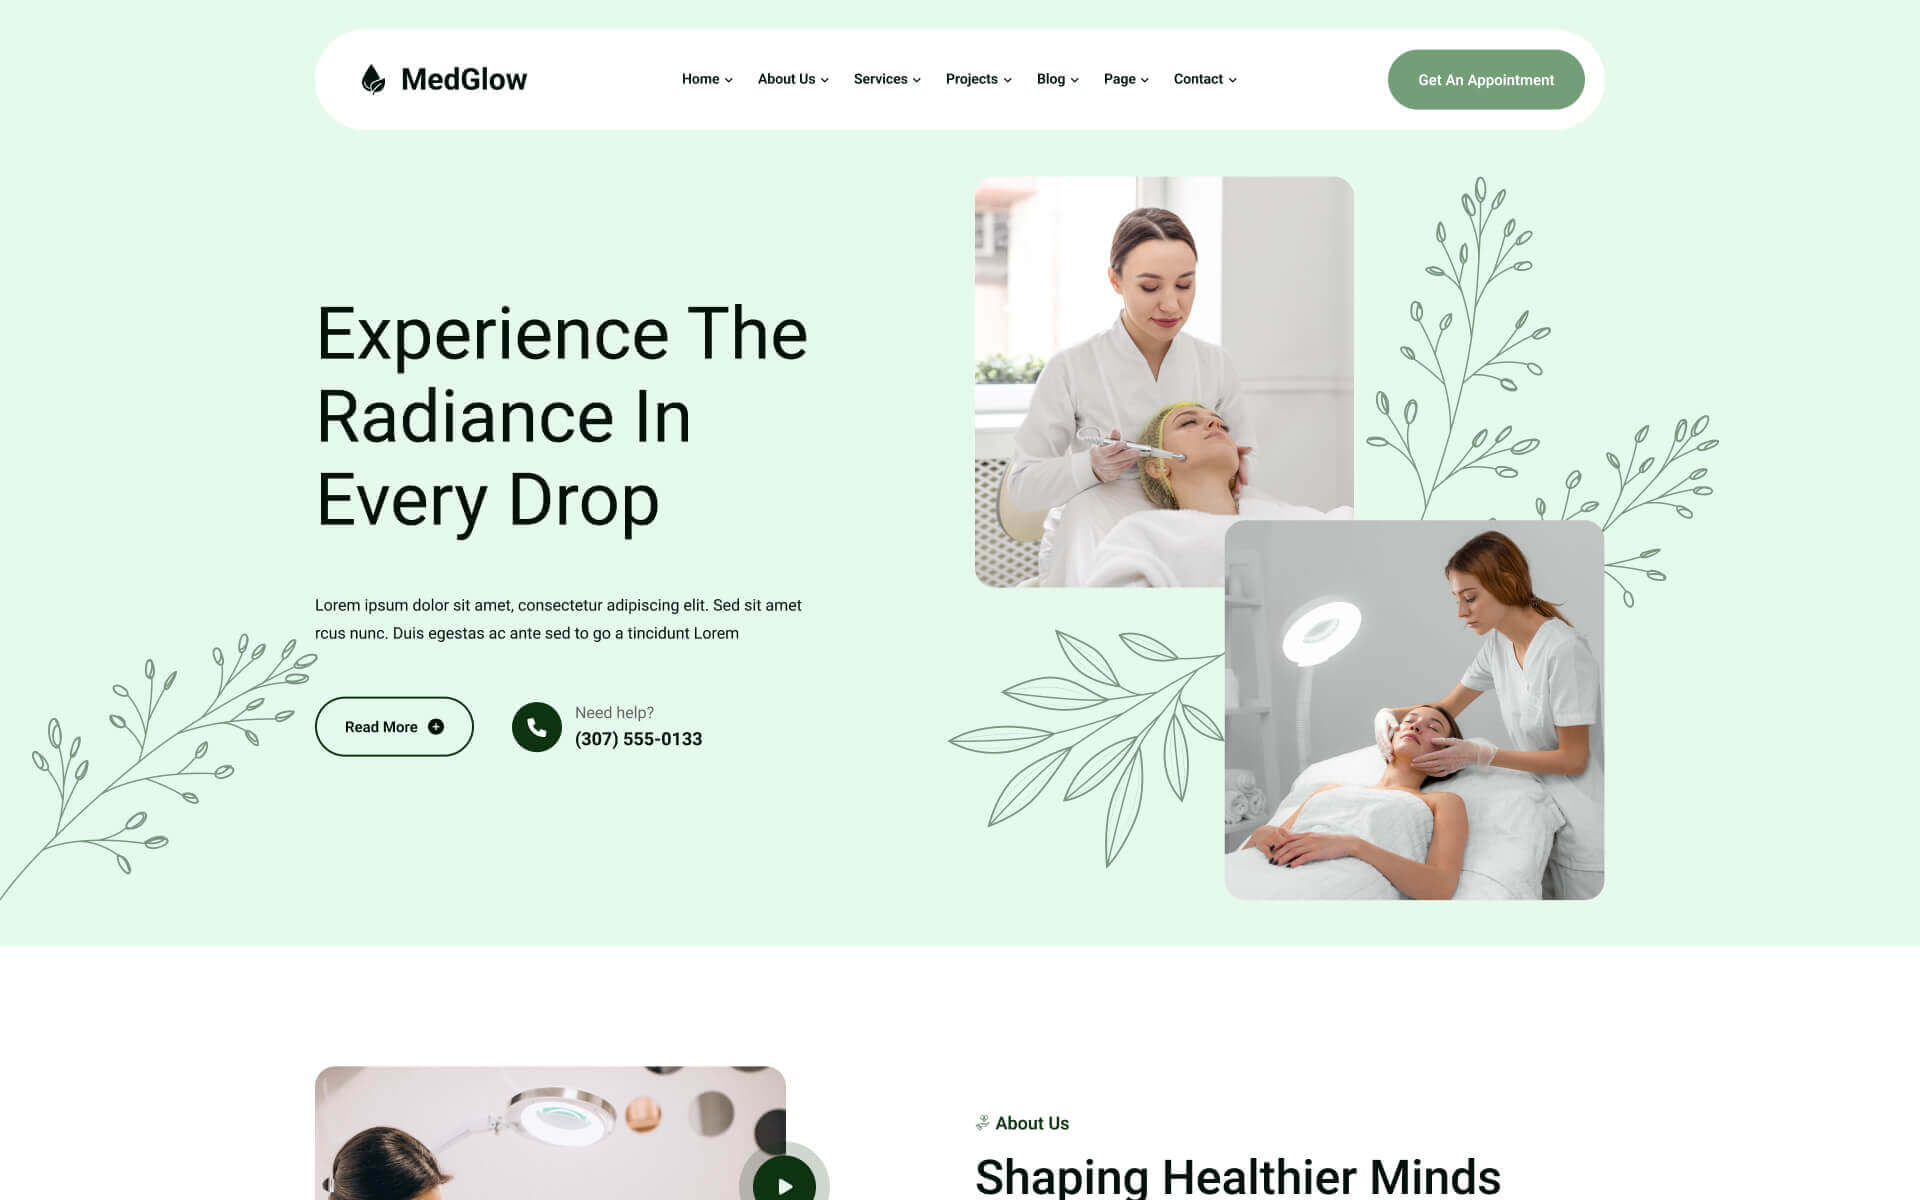 MedGlow
Home
About Us
Services
Projects
Blog
Page
Contact
Get An Appointment
Experience The
Radiance In
Every Drop
Lorem ipsum dolor sit amet, consectetur adipiscing elit. Sed sit amet
rcus nunc. Duis egestas ac ante sed to go a tincidunt Lorem
Read More
Need help?
(307) 555-0133
About Us
Shaping Healthier Minds